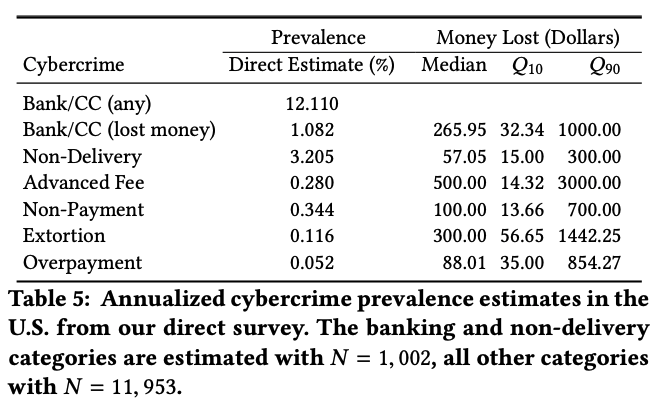 Prevalence Money Lost (Dollars)
Cybercrime Direct Estimate (%) Median Q10 Q90
Bank/CC (any) 12.110
Bank/CC (lost money) 1.082 265.95 32.34 1000.00
Non-Delivery 3.205 57.05 15.00 300.00
Advanced Fee 0.280 500.00 14.32 3000.00
Non-Payment 0.344 100.00 13.66 700.00
Extortion 0.116 300.00 56.65 1442.25
Overpayment 0.052 88.01 35.00 854.27
Table 5: Annualized cybercrime prevalence estimates in the
U.S. from our direct survey. The banking and non-delivery
categories are estimated with N = 1, 002, all other categories
with N = 11, 953.